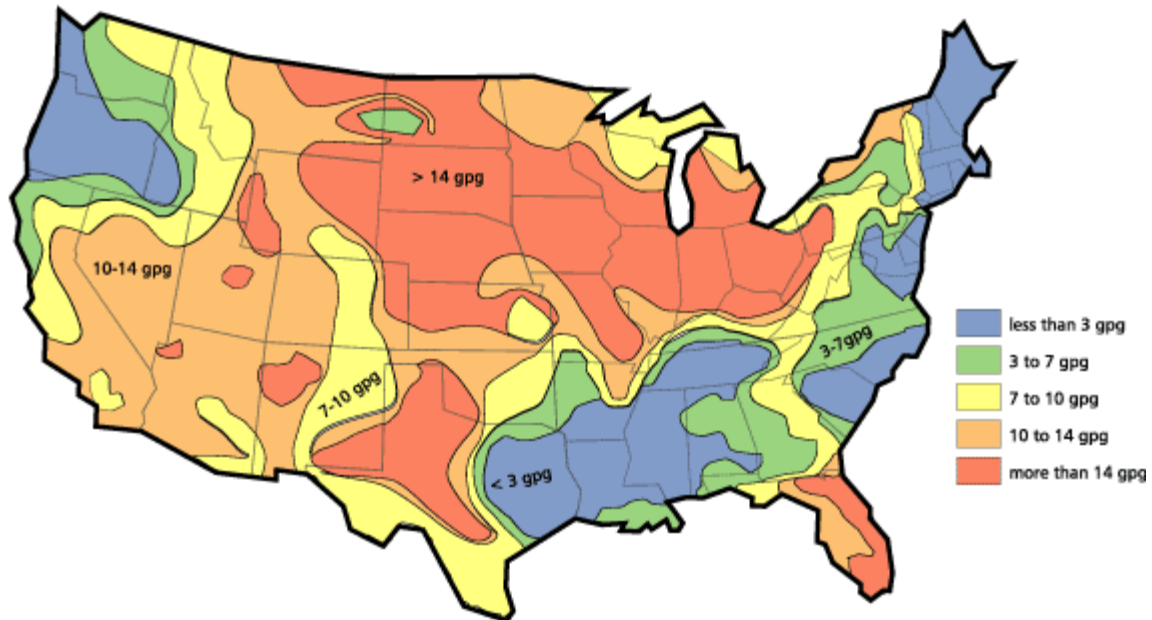 > 14 gpg
10-14 gpg
3-7gpg
7-10 gpg
< 3 gpg
less than 3 gpg
3 to 7 gpg
7 to 10 gpg
10 to 14 gpg
more than 14 gpg